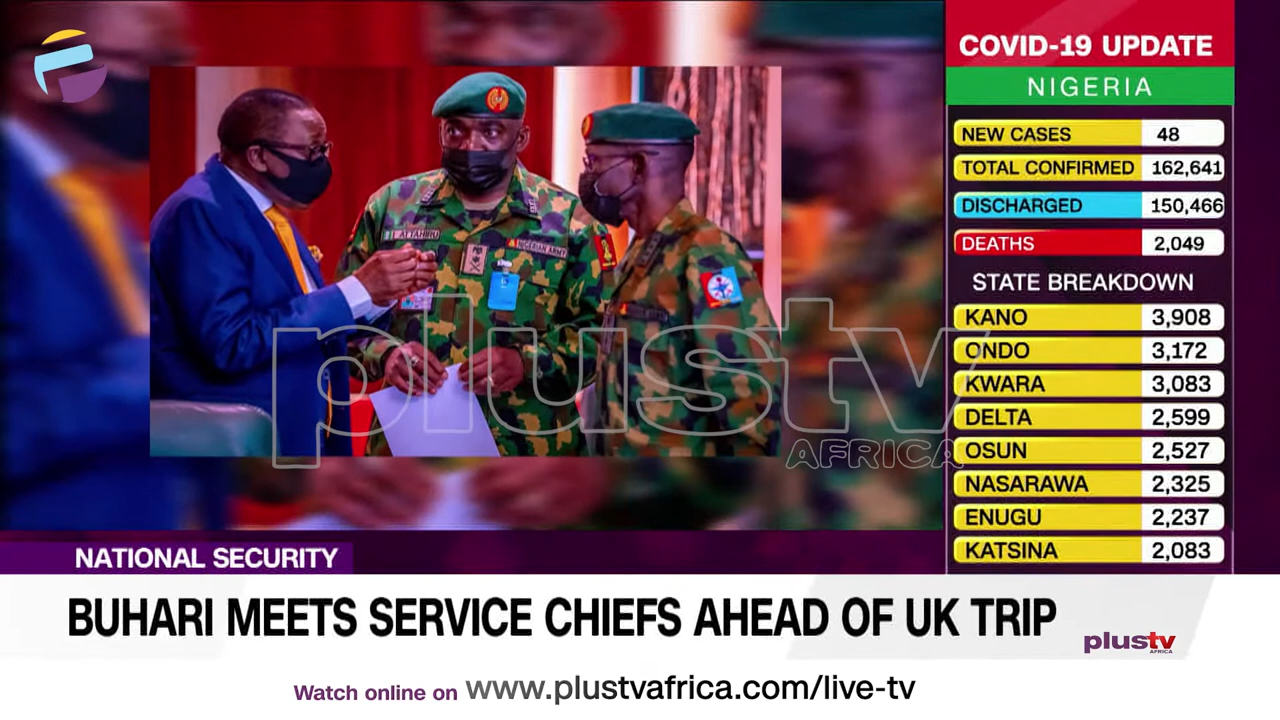 COVID-19 UPDATE
NIGERIA
NEW CASES 48
TOTAL CONFIRMED 162,641
DISCHARGED 150,466
DEATHS 2,049
STATE BREAKDOWN
KANO 3,908
ONDO 3,172
KWARA 3,083
DELTA 2,599
OSUN 2,527
NASARAWA 2,325
ENUGU 2,237
KATSINA 2,083
ATTAHIRU
NIGERIAN ARMY
plustv
AFRICA
NATIONAL SECURITY
BUHARI MEETS SERVICE CHIEFS AHEAD OF UK TRIP
plustv
AFRICA
Watch online on www.plustvafrica.com/live-tv